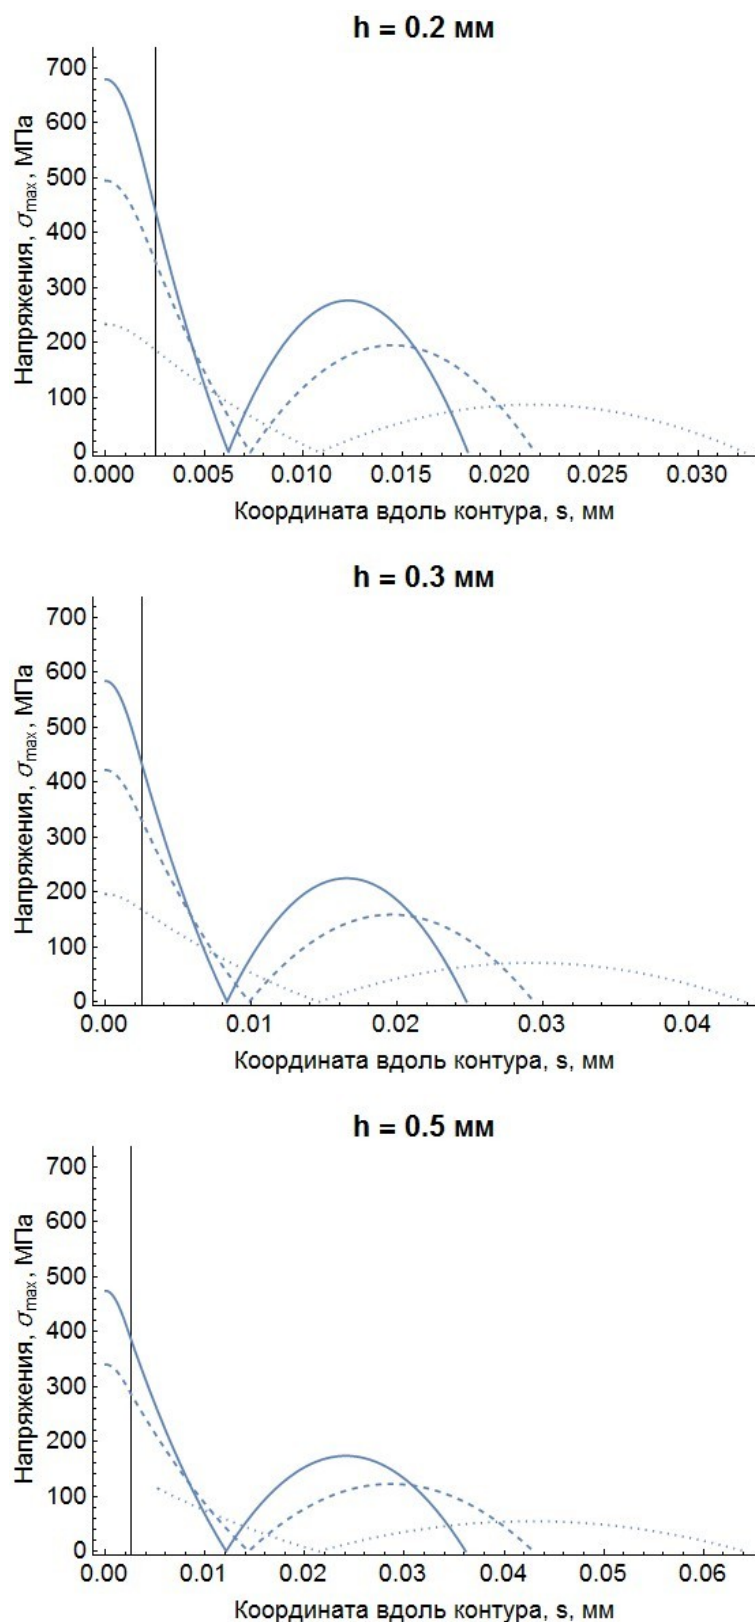 h = 0.2 мм
Напряжения, σmax, МПа
700
600
500
400
300
200
100
0
0.000 0.005 0.010 0.015 0.020 0.025 0.030
Координата вдоль контура, s, мм
h = 0.3 мм
Напряжения, σmax, МПа
700
600
500
400
300
200
100
0
0.00 0.01 0.02 0.03 0.04
Координата вдоль контура, s, мм
h = 0.5 мм
Напряжения, σmax, МПа
700
600
500
400
300
200
100
0
0.00 0.01 0.02 0.03 0.04 0.05 0.06
Координата вдоль контура, s, мм